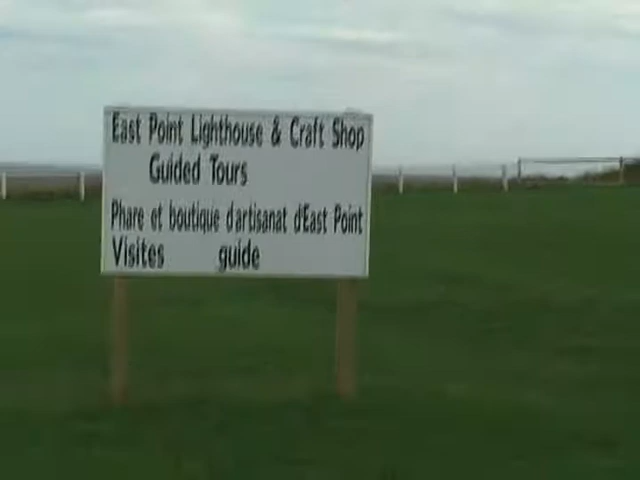 East Point Lighthouse & Craft Shop
Guided Tours
Phare et boutique d'artisanat d'East Point
Visites guide